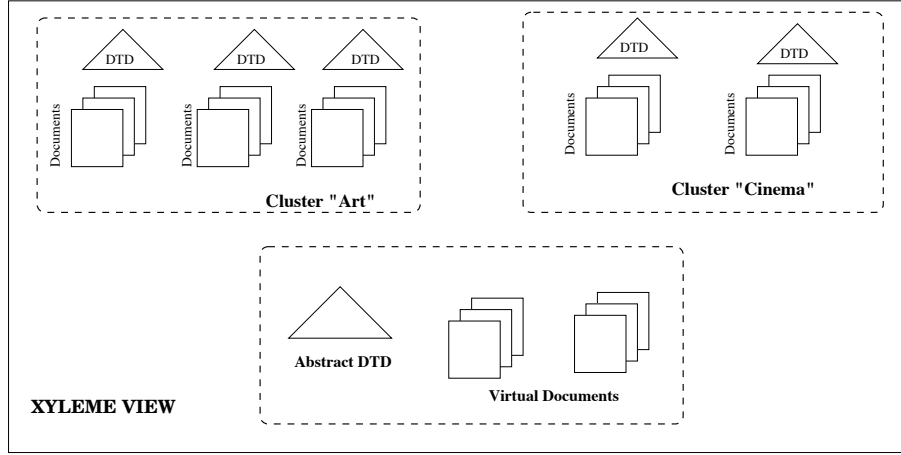 DTD
DTD
DTD
Documents
Documents
Documents
Cluster "Art"
DTD
DTD
Documents
Documents
Cluster "Cinema"
Abstract DTD
Virtual Documents
XYLEME VIEW